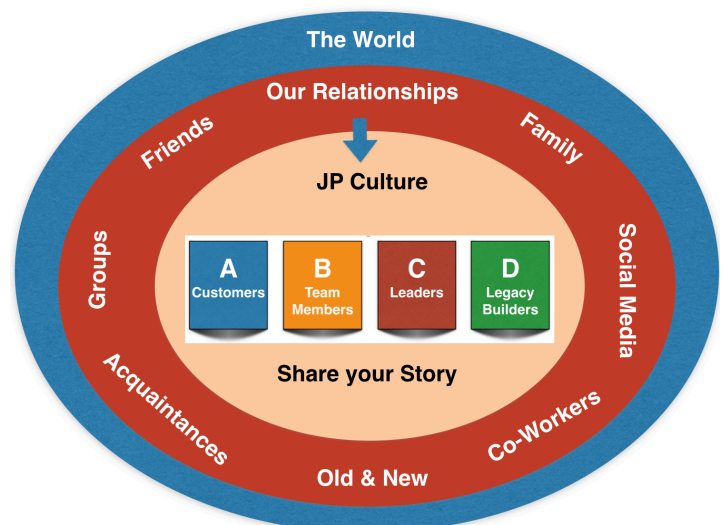 The World
Our Relationships
Friends
Family
Groups
Social Media
Acquaintances
Co-Workers
Old & New
JP Culture
A
Customers
B
Team
Members
C
Leaders
D
Legacy
Builders
Share your Story